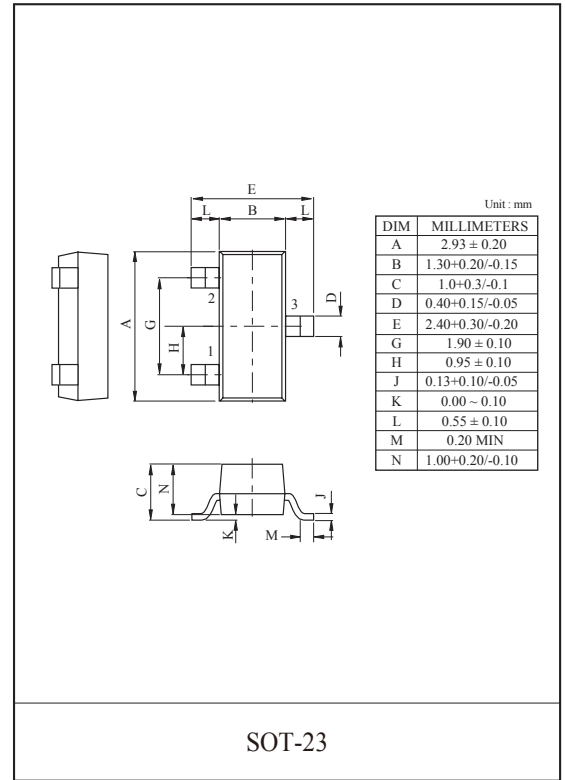 E
L B L
2
3
D
A
G
H
1
C
N
J
K
M
Unit : mm
DIM MILLIMETERS
A 2.93 ± 0.20
B 1.30+0.20/-0.15
C 1.0+0.3/-0.1
D 0.40+0.15/-0.05
E 2.40+0.30/-0.20
G 1.90 ± 0.10
H 0.95 ± 0.10
J 0.13+0.10/-0.05
K 0.00 ~ 0.10
L 0.55 ± 0.10
M 0.20 MIN
N 1.00+0.20/-0.10
SOT-23